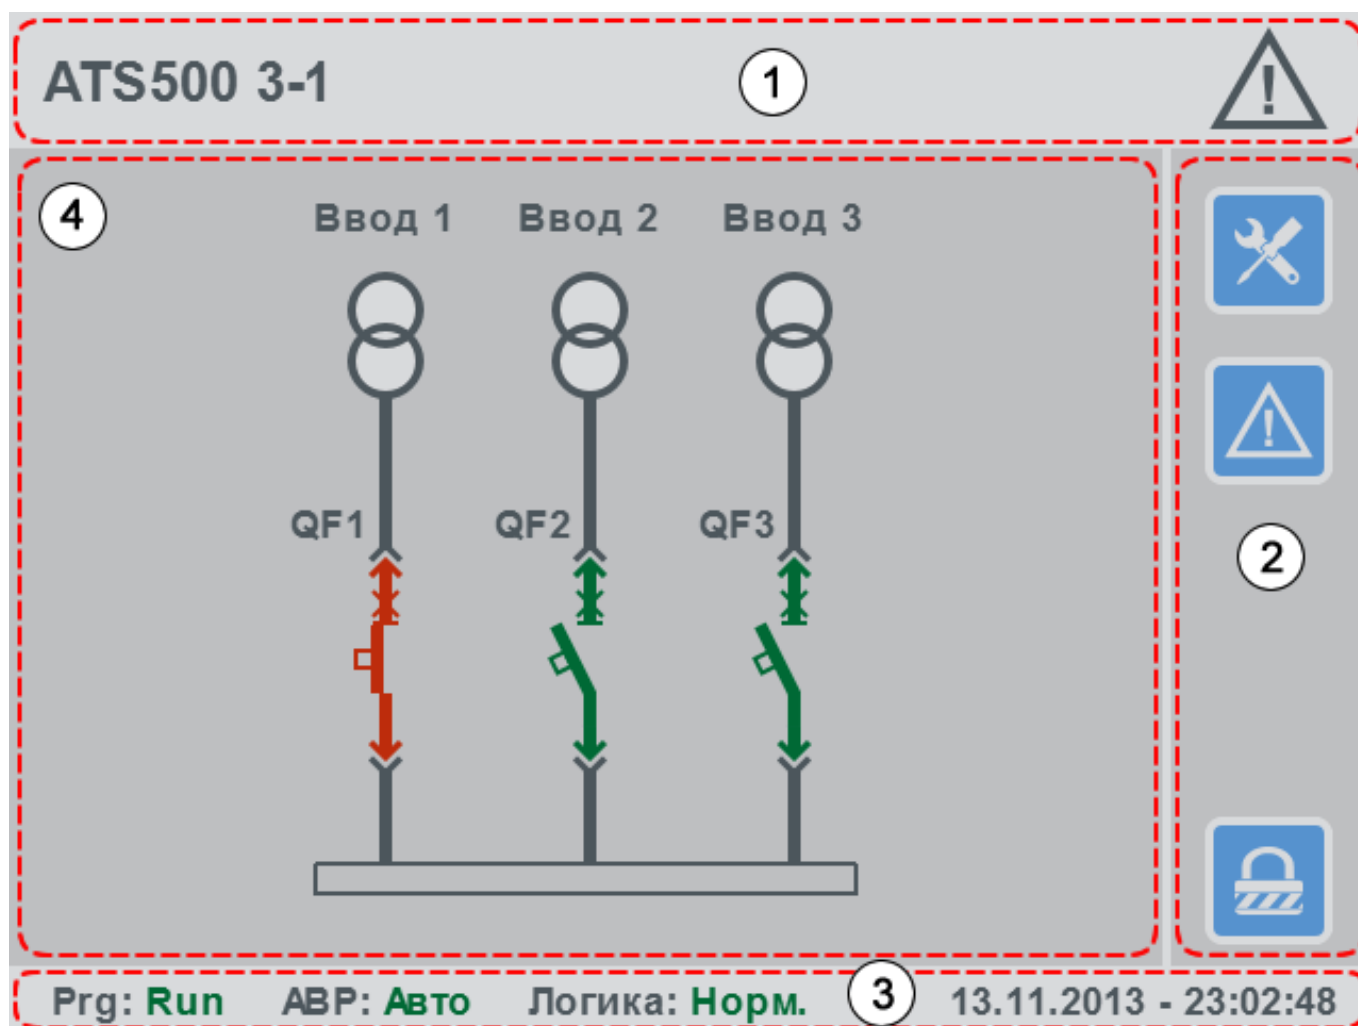 ATS500 3-1
1
4
Ввод 1 Ввод 2 Ввод 3
QF1 QF2 QF3
2
Prg: Run АВР: Авто Логика: Норм. 3 13.11.2013 - 23:02:48